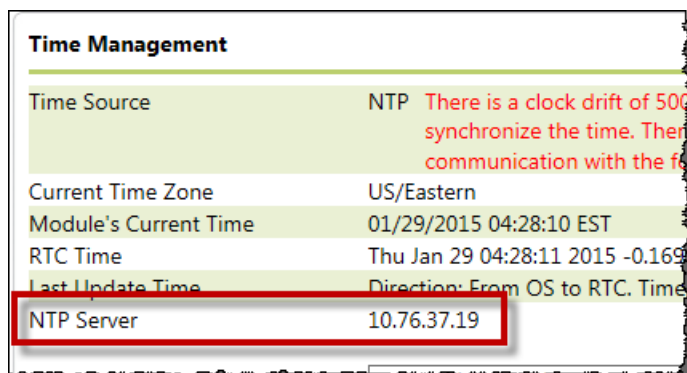 Time Management
Time Source NTP There is a clock drift of 500
synchronize the time. Ther
communication with the
Current Time Zone US/Eastern
Module's Current Time 01/29/2015 04:28:10 EST
RTC Time Thu Jan 29 04:28:11 2015 -0.169
Last Update Time Direction: From OS to RTC. Time
NTP Server 10.76.37.19